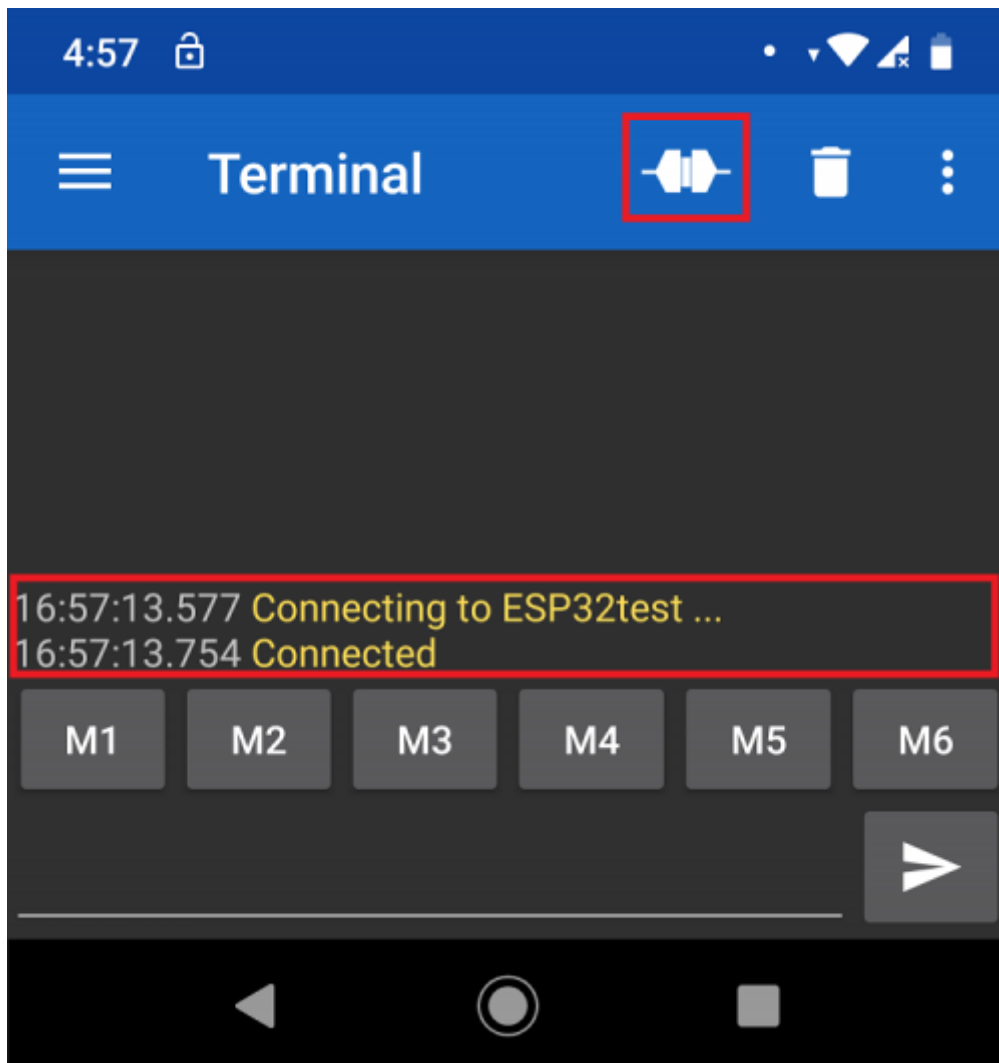 4:57
Terminal
16:57:13.577 Connecting to ESP32test ...
16:57:13.754 Connected
M1 M2 M3 M4 M5 M6